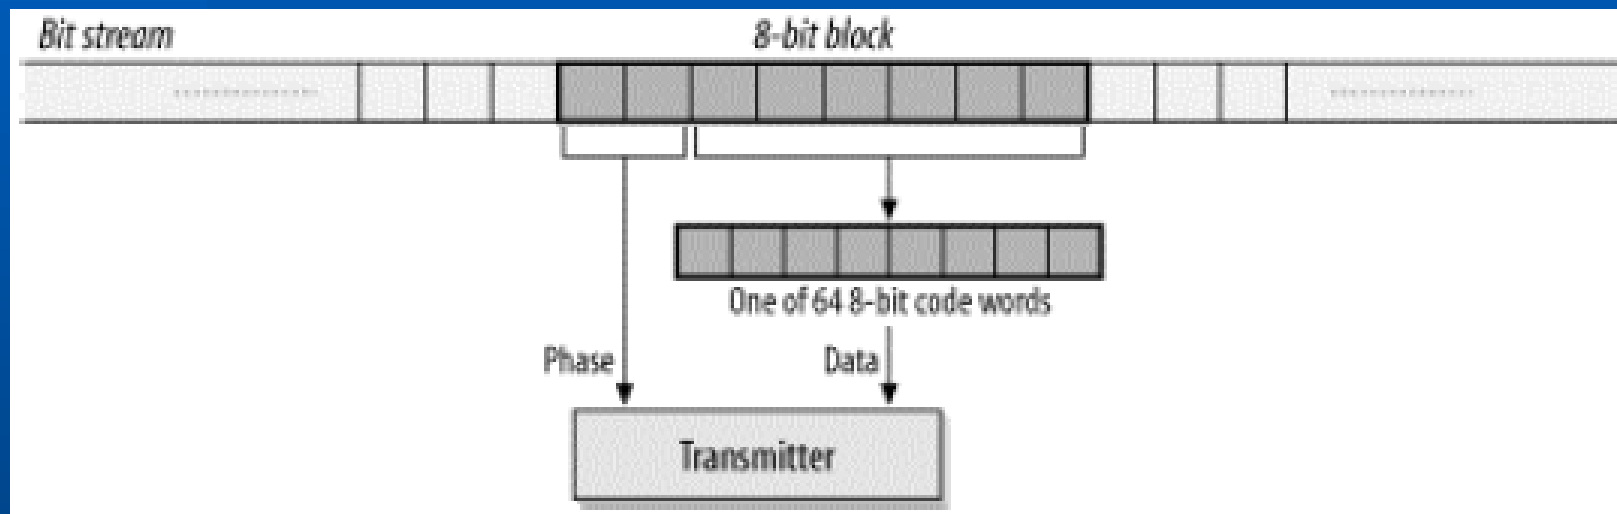 Bit stream
8-bit block
One of 64 8-bit code words
Phase
Data
Transmitter